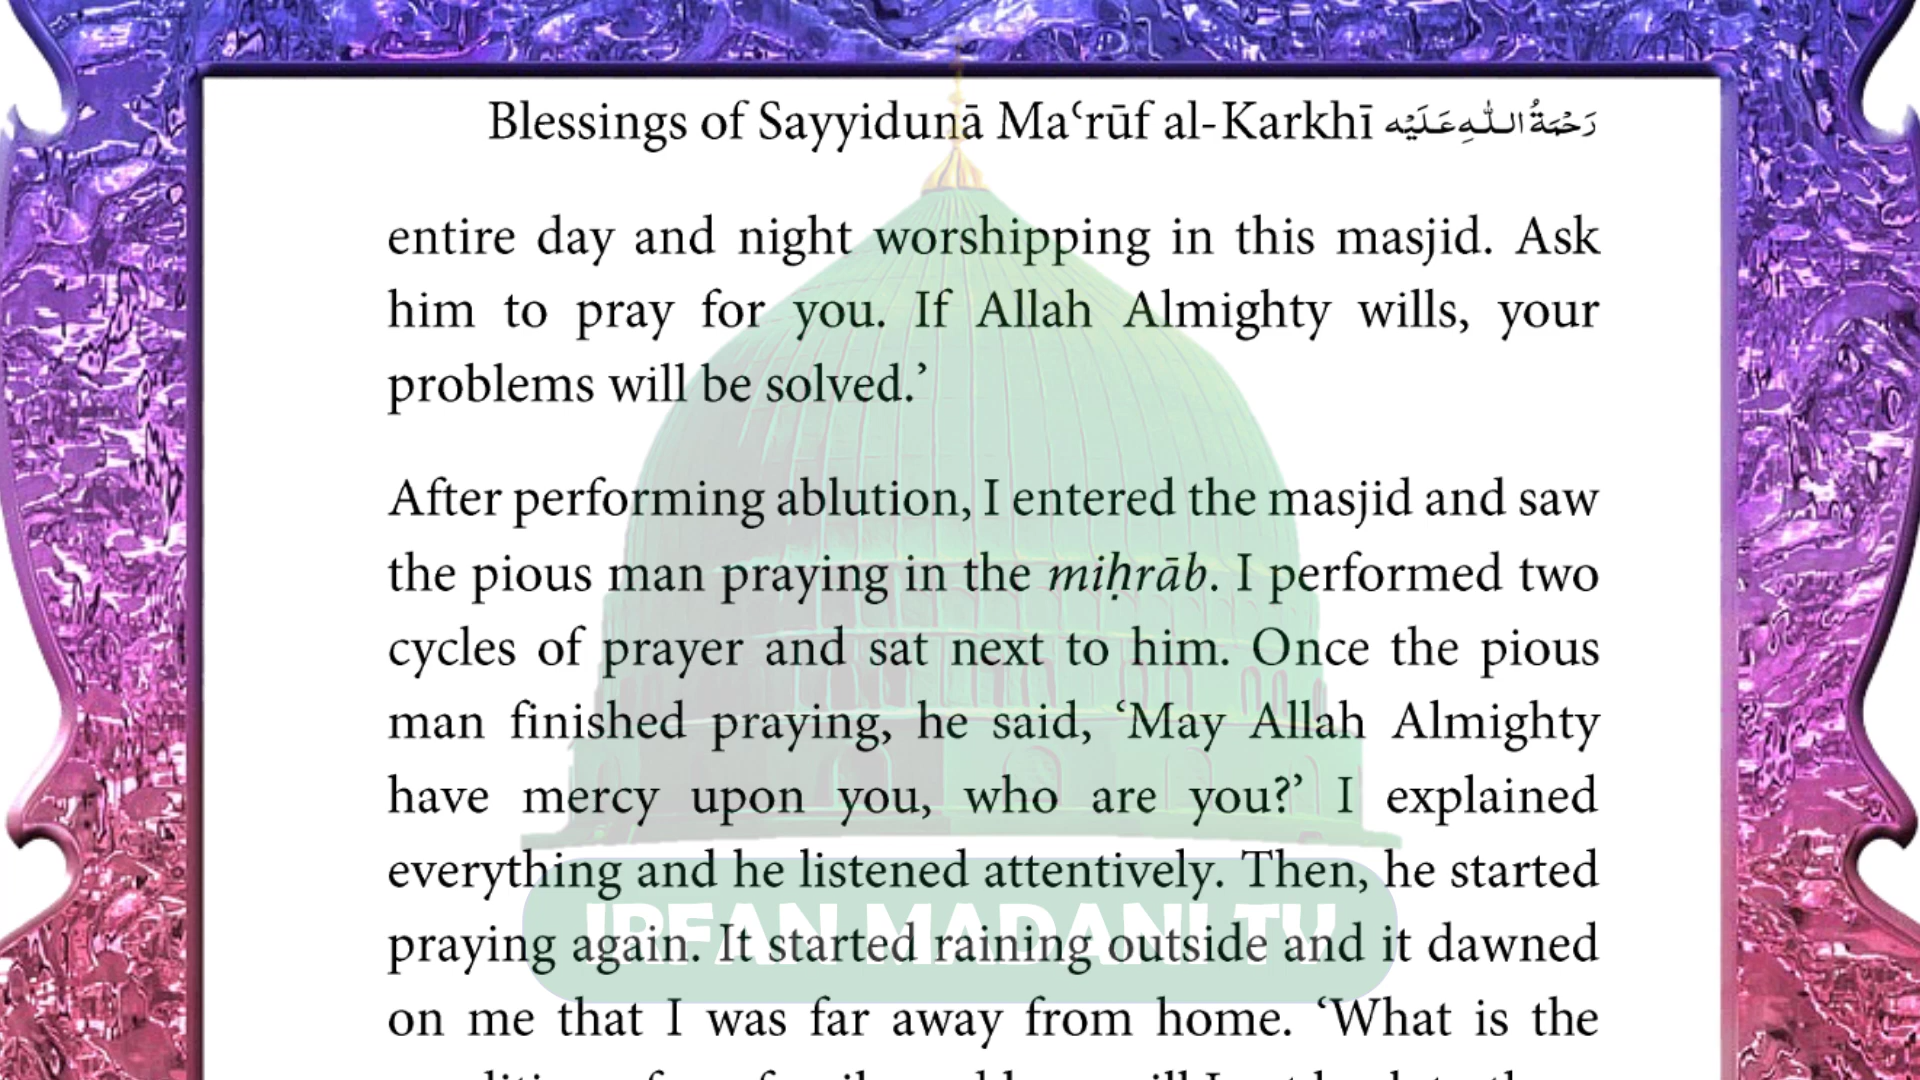 Blessings of Sayyidunā Maʿrūf al-Karkhī رَحْمَةُ اللّٰهِ عَلَيْه
entire day and night worshipping in this masjid. Ask
him to pray for you. If Allah Almighty wills, your
problems will be solved.’
After performing ablution, I entered the masjid and saw
the pious man praying in the miḥrāb. I performed two
cycles of prayer and sat next to him. Once the pious
man finished praying, he said, ‘May Allah Almighty
have mercy upon you, who are you?’ I explained
everything and he listened attentively. Then, he started
IRFAN MADANI TV
praying again. It started raining outside and it dawned
on me that I was far away from home. ‘What is the